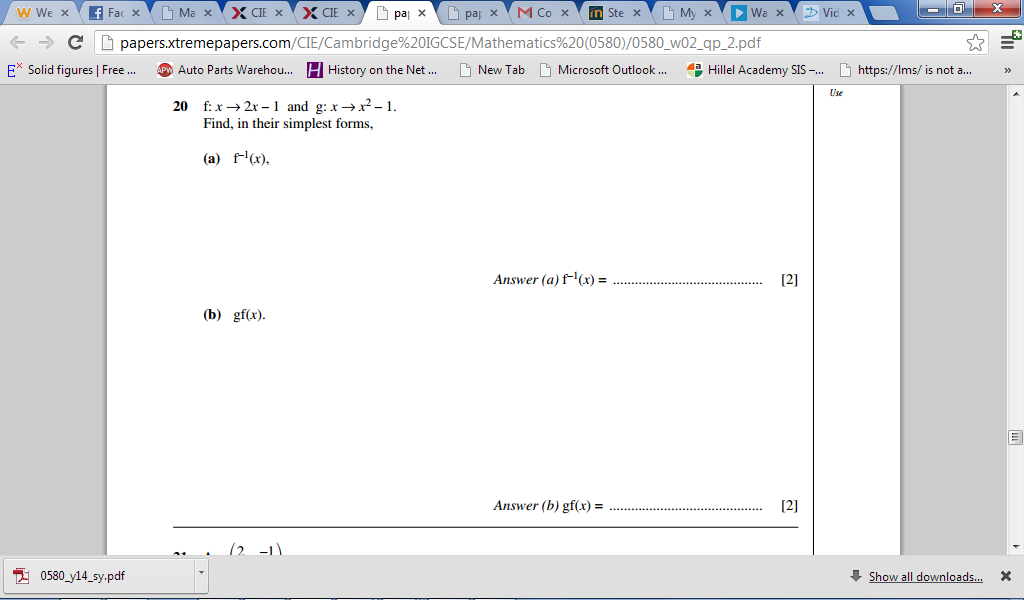 We
Fac
Ma
CIE
CIE
pa
pap
Co
Ste
My
Wa
Vid
papers.xtremepapers.com/CIE/Cambridge%20IGCSE/Mathematics%20(0580)/0580_w02_qp_2.pdf
Solid figures | Free ...
Auto Parts Warehou...
History on the Net ...
New Tab
Microsoft Outlook ...
Hillel Academy SIS –...
https://lms/ is not a...
»
Use
20 f: x → 2x – 1 and g: x → x² – 1.
Find, in their simplest forms,
(a) f⁻¹(x),
Answer (a) f⁻¹(x) = ......................................... [2]
(b) gf(x).
Answer (b) gf(x) = .......................................... [2]
(2 –1)
0580_y14_sy.pdf
Show all downloads...